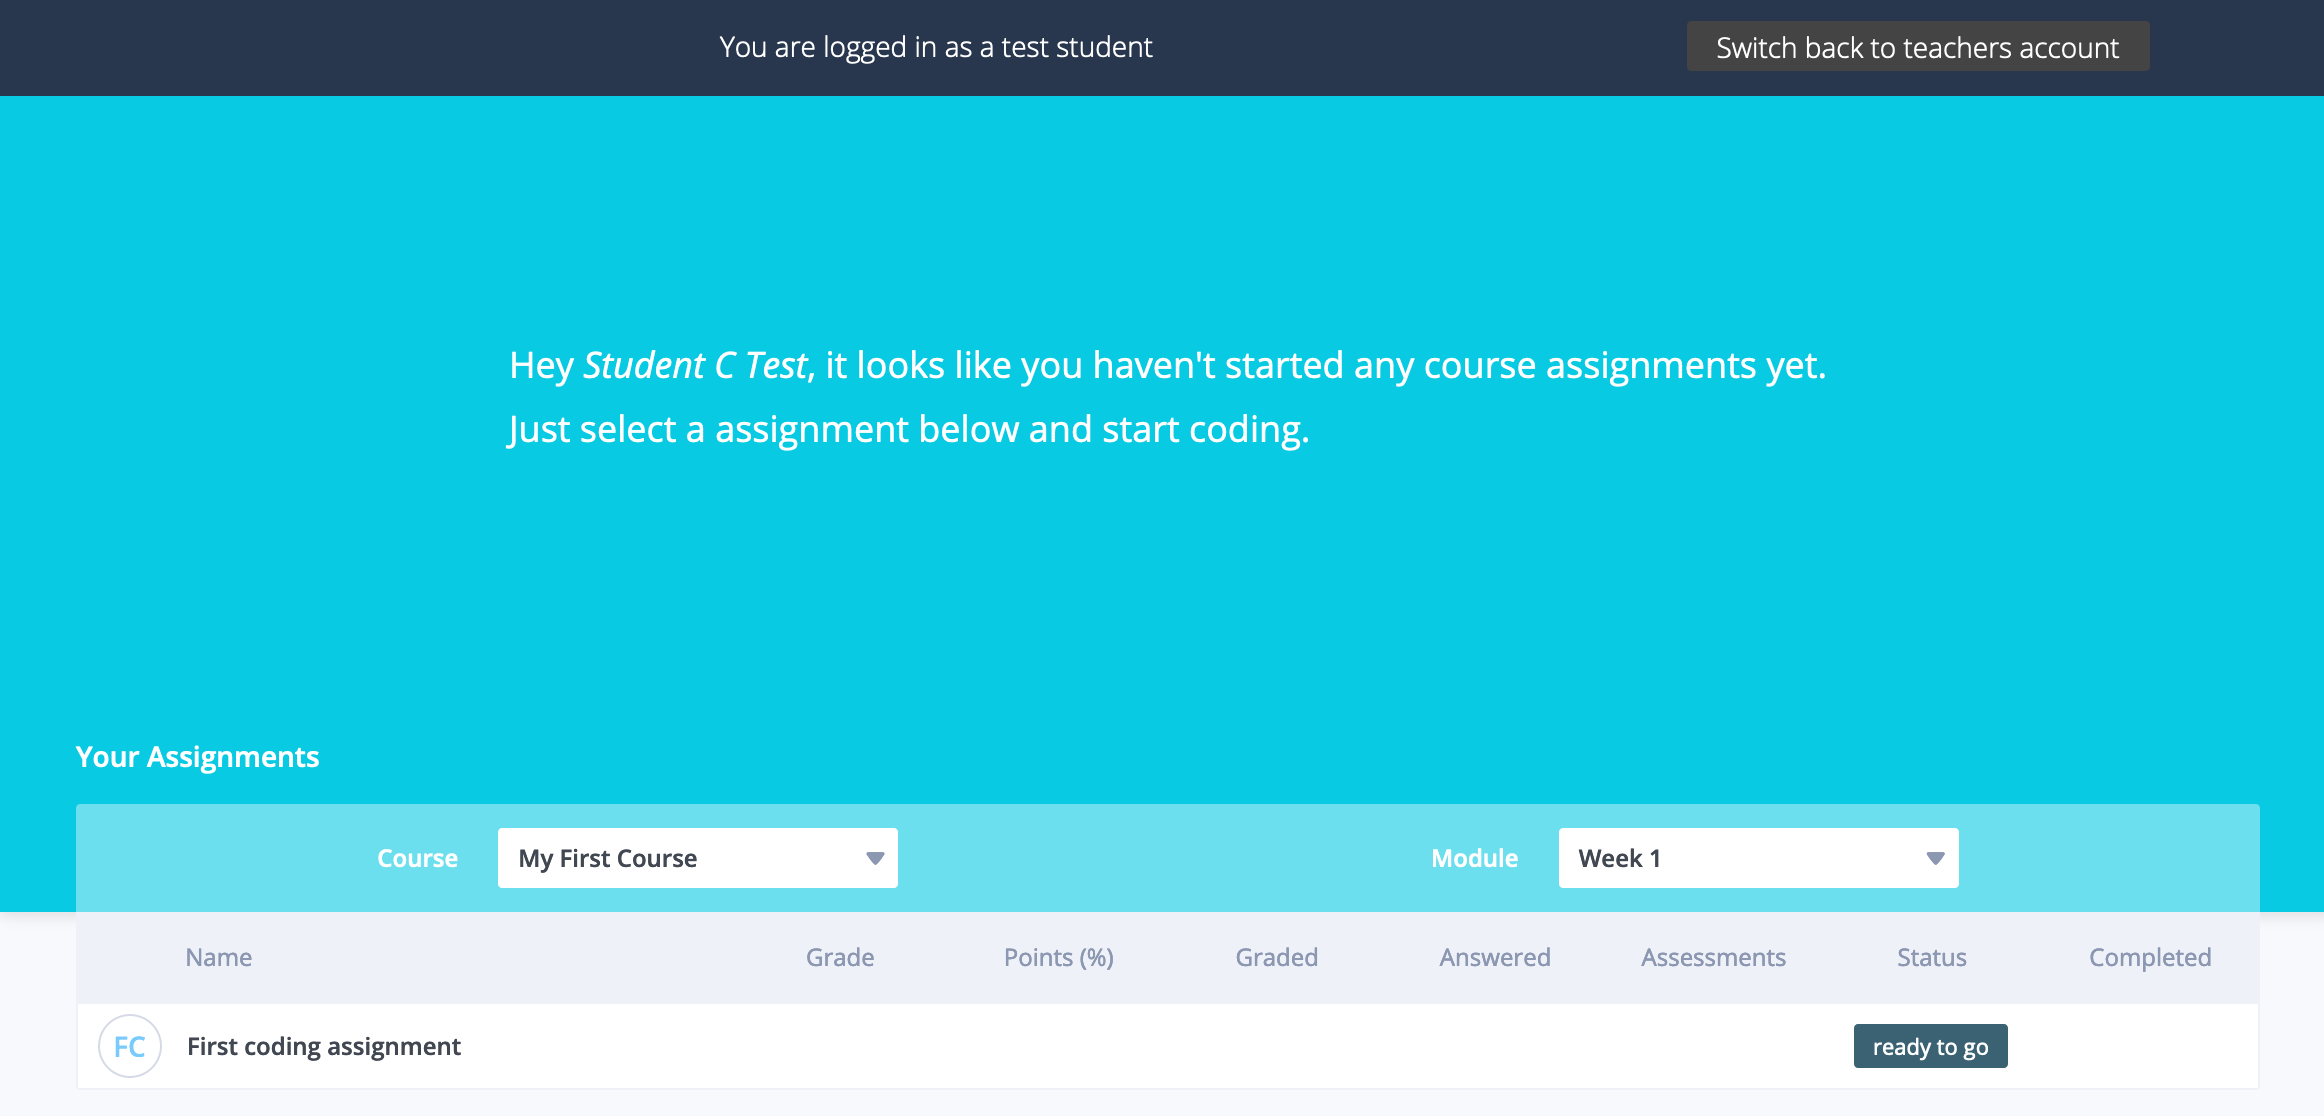 You are logged in as a test student
Switch back to teachers account
Hey Student C Test, it looks like you haven't started any course assignments yet.
Just select a assignment below and start coding.
Your Assignments
Course My First Course Module Week 1
Name Grade Points (%) Graded Answered Assessments Status Completed
FC First coding assignment ready to go